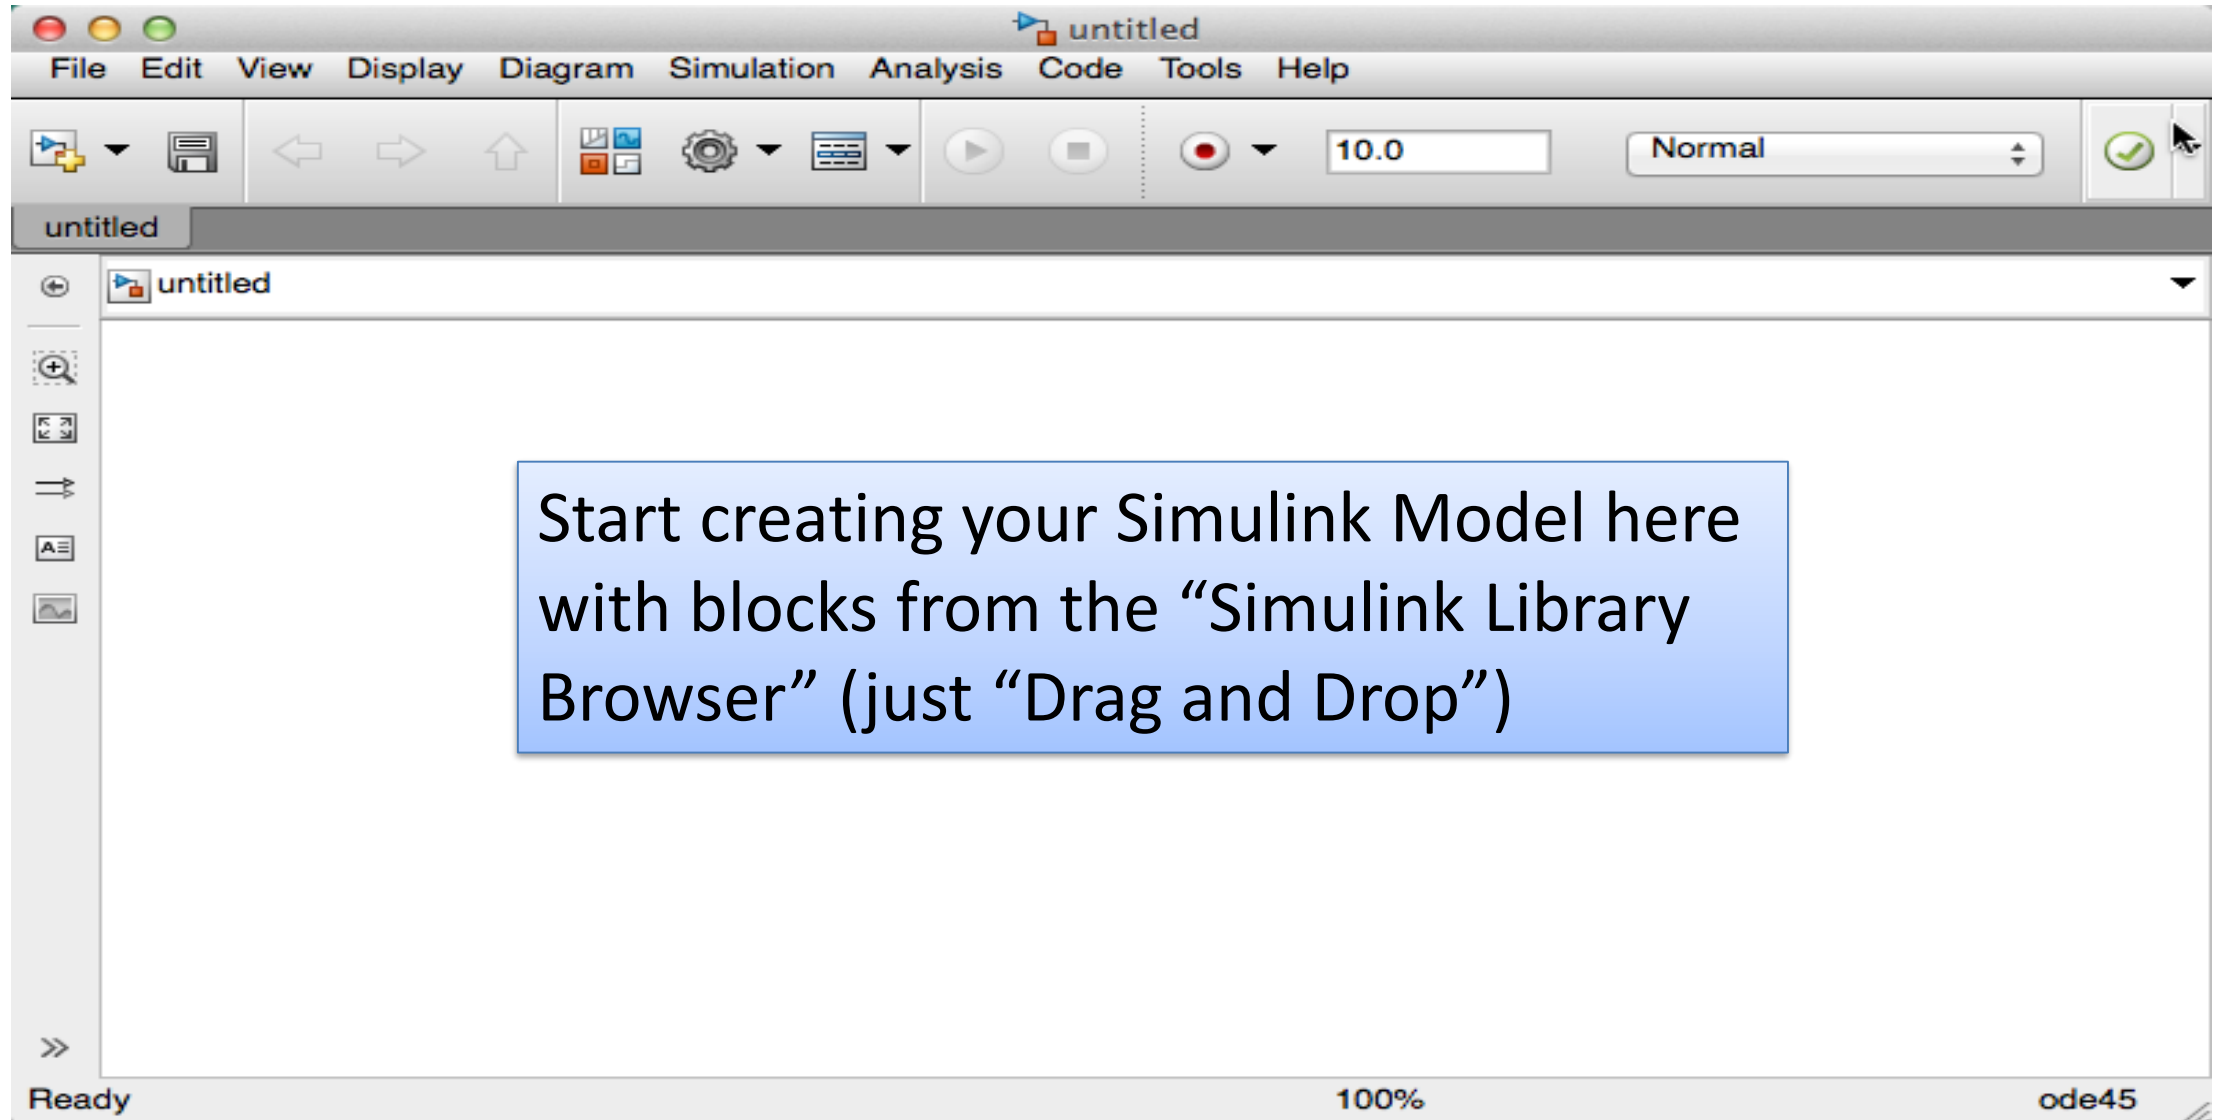 untitled
File Edit View Display Diagram Simulation Analysis Code Tools Help
10.0 Normal
untitled
untitled
Start creating your Simulink Model here
with blocks from the “Simulink Library
Browser” (just “Drag and Drop”)
Ready 100% ode45